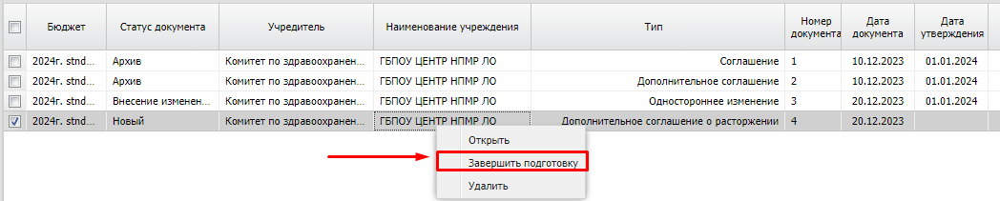 Бюджет Статус документа Учредитель Наименование учреждения Тип Номер документа Дата документа Дата утверждения
2024г. stnd... Архив Комитет по здравоохранен... ГБПОУ ЦЕНТР НПМР ЛО Соглашение 1 10.12.2023 01.01.2024
2024г. stnd... Архив Комитет по здравоохранен... ГБПОУ ЦЕНТР НПМР ЛО Дополнительное соглашение 2 10.12.2023 01.01.2024
2024г. stnd... Внесение изменен... Комитет по здравоохранен... ГБПОУ ЦЕНТР НПМР ЛО Одностороннее изменение 3 20.12.2023 01.01.2024
2024г. stnd... Новый Комитет по здравоохранен... ГБПОУ ЦЕНТР НПМР ЛО Дополнительное соглашение о расторжении 4 20.12.2023
Открыть
Завершить подготовку
Удалить